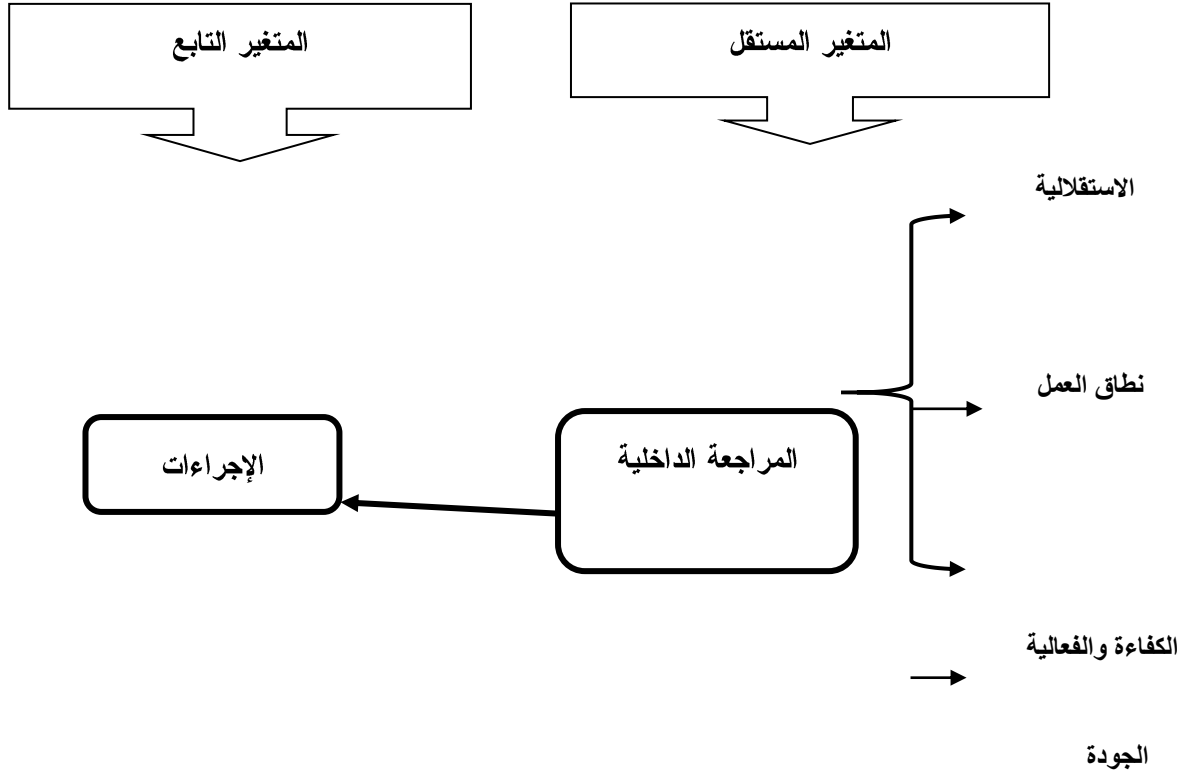 المتغير المستقل
المتغير التابع
الاستقلالية
نطاق العمل
المراجعة الداخلية
الإجراءات
الكفاءة والفعالية
الجودة